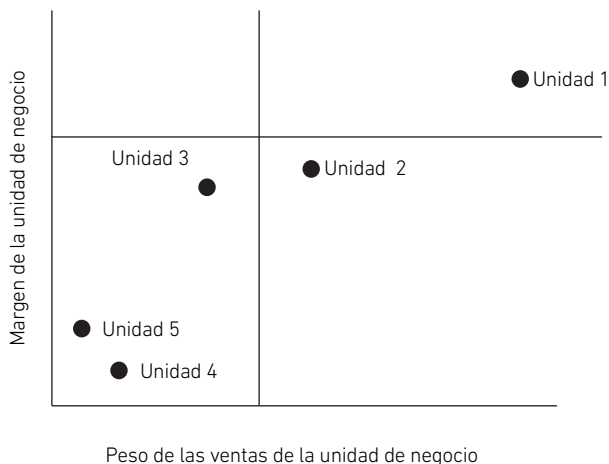 Margen de la unidad de negocio
Unidad 1
Unidad 3
Unidad 2
Unidad 5
Unidad 4
Peso de las ventas de la unidad de negocio